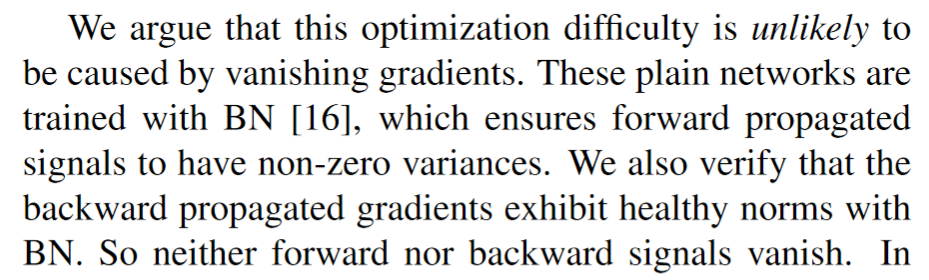 We argue that this optimization difficulty is unlikely to
be caused by vanishing gradients. These plain networks are
trained with BN [16], which ensures forward propagated
signals to have non-zero variances. We also verify that the
backward propagated gradients exhibit healthy norms with
BN. So neither forward nor backward signals vanish. In